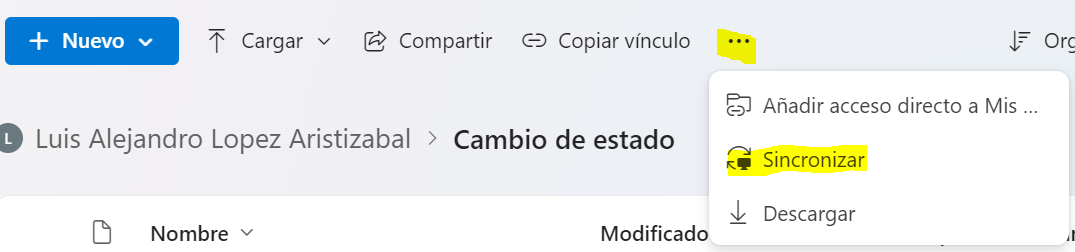 + Nuevo Cargar Compartir Copiar vínculo ... Org
Añadir acceso directo a Mis ...
L Luis Alejandro Lopez Aristizabal > Cambio de estado
Sincronizar
Descargar
Nombre Modificado